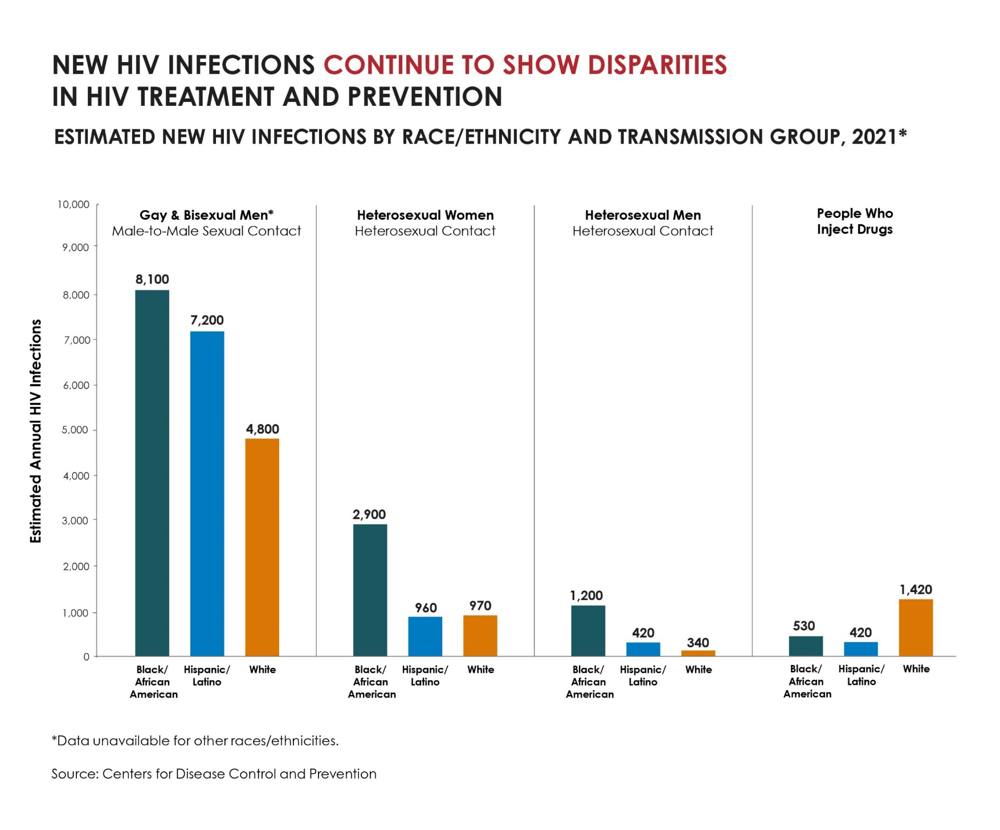 NEW HIV INFECTIONS CONTINUE TO SHOW DISPARITIES
IN HIV TREATMENT AND PREVENTION
ESTIMATED NEW HIV INFECTIONS BY RACE/ETHNICITY AND TRANSMISSION GROUP, 2021*
Estimated Annual HIV Infections
10,000
9,000
8,000
7,000
6,000
5,000
4,000
3,000
2,000
1,000
0
Gay & Bisexual Men*
Male-to-Male Sexual Contact
8,100
7,200
4,800
Black/
African
American
Hispanic/
Latino
White
Heterosexual Women
Heterosexual Contact
2,900
960
970
Black/
African
American
Hispanic/
Latino
White
Heterosexual Men
Heterosexual Contact
1,200
420
340
Black/
African
American
Hispanic/
Latino
White
People Who
Inject Drugs
530
420
1,420
Black/
African
American
Hispanic/
Latino
White
*Data unavailable for other races/ethnicities.
Source: Centers for Disease Control and Prevention